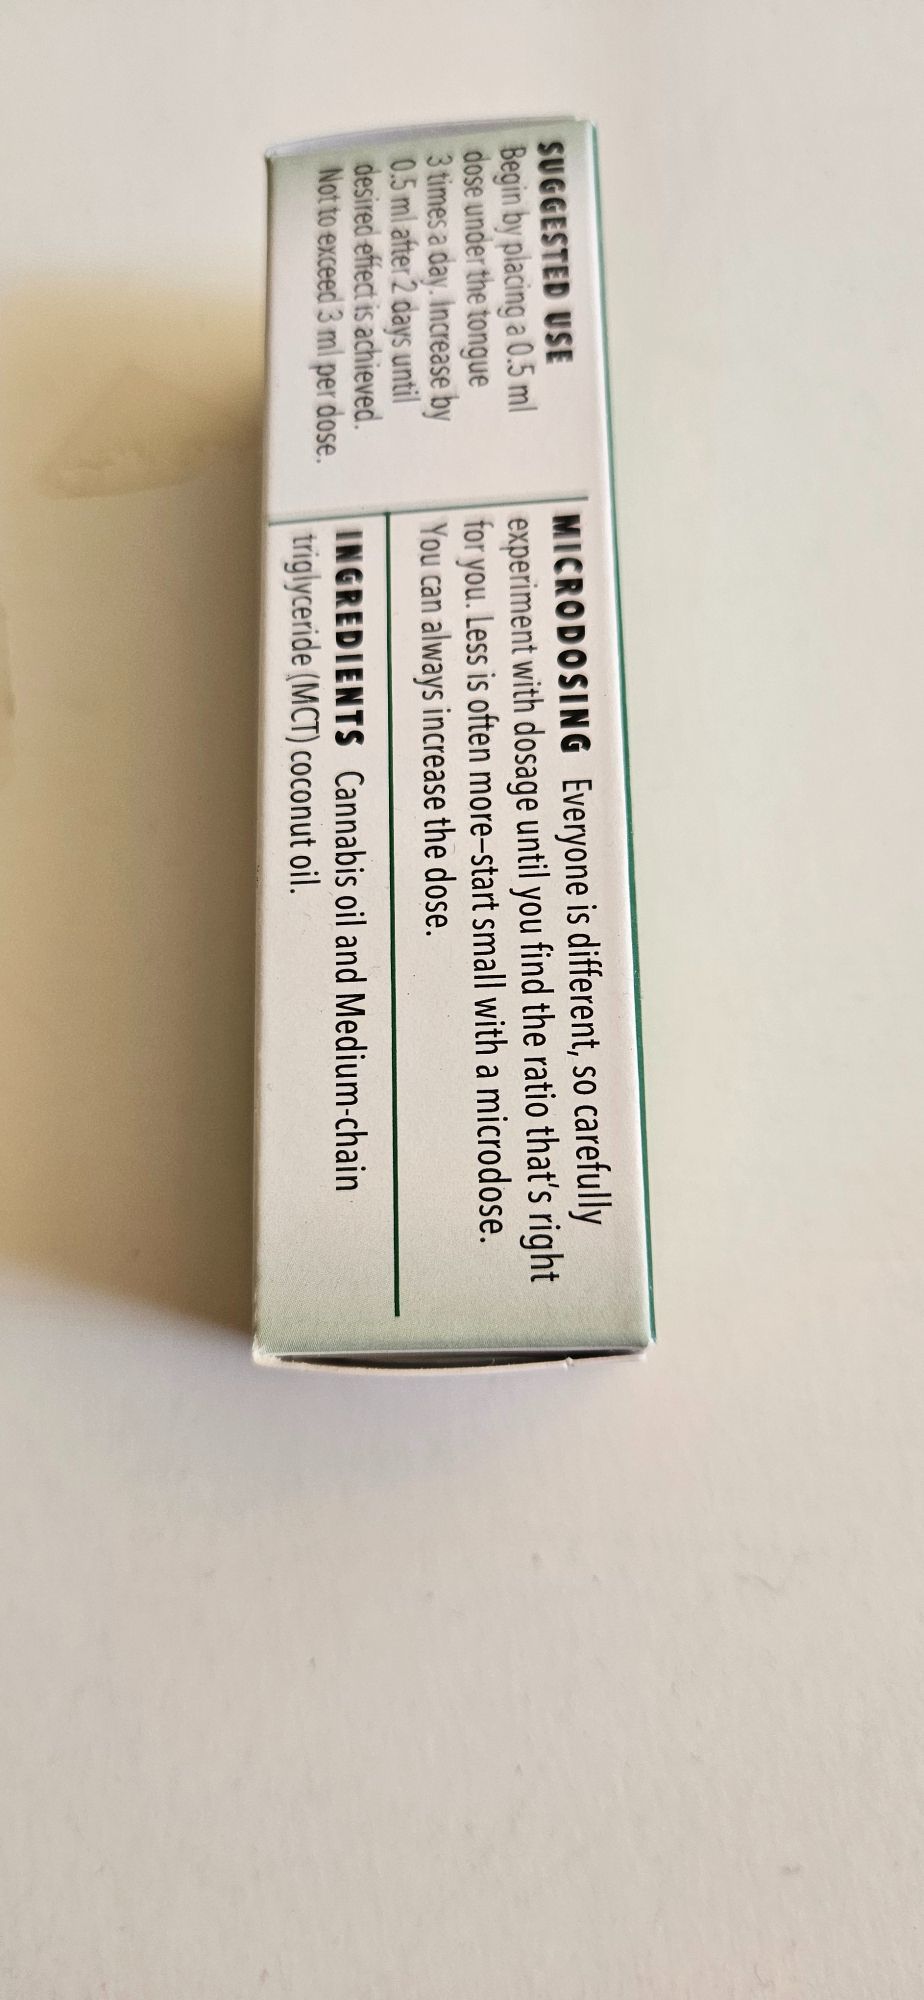 SUGGESTED USE
Begin by placing a 0.5 ml
dose under the tongue
3 times a day. Increase by
0.5 ml after 2 days until
desired effect is achieved.
Not to exceed 3 ml per dose.
MICRODOSING Everyone is different, so carefully
experiment with dosage until you find the ratio that's right
for you. Less is often more–start small with a microdose.
You can always increase the dose.
INGREDIENTS Cannabis oil and Medium-chain
triglyceride (MCT) coconut oil.